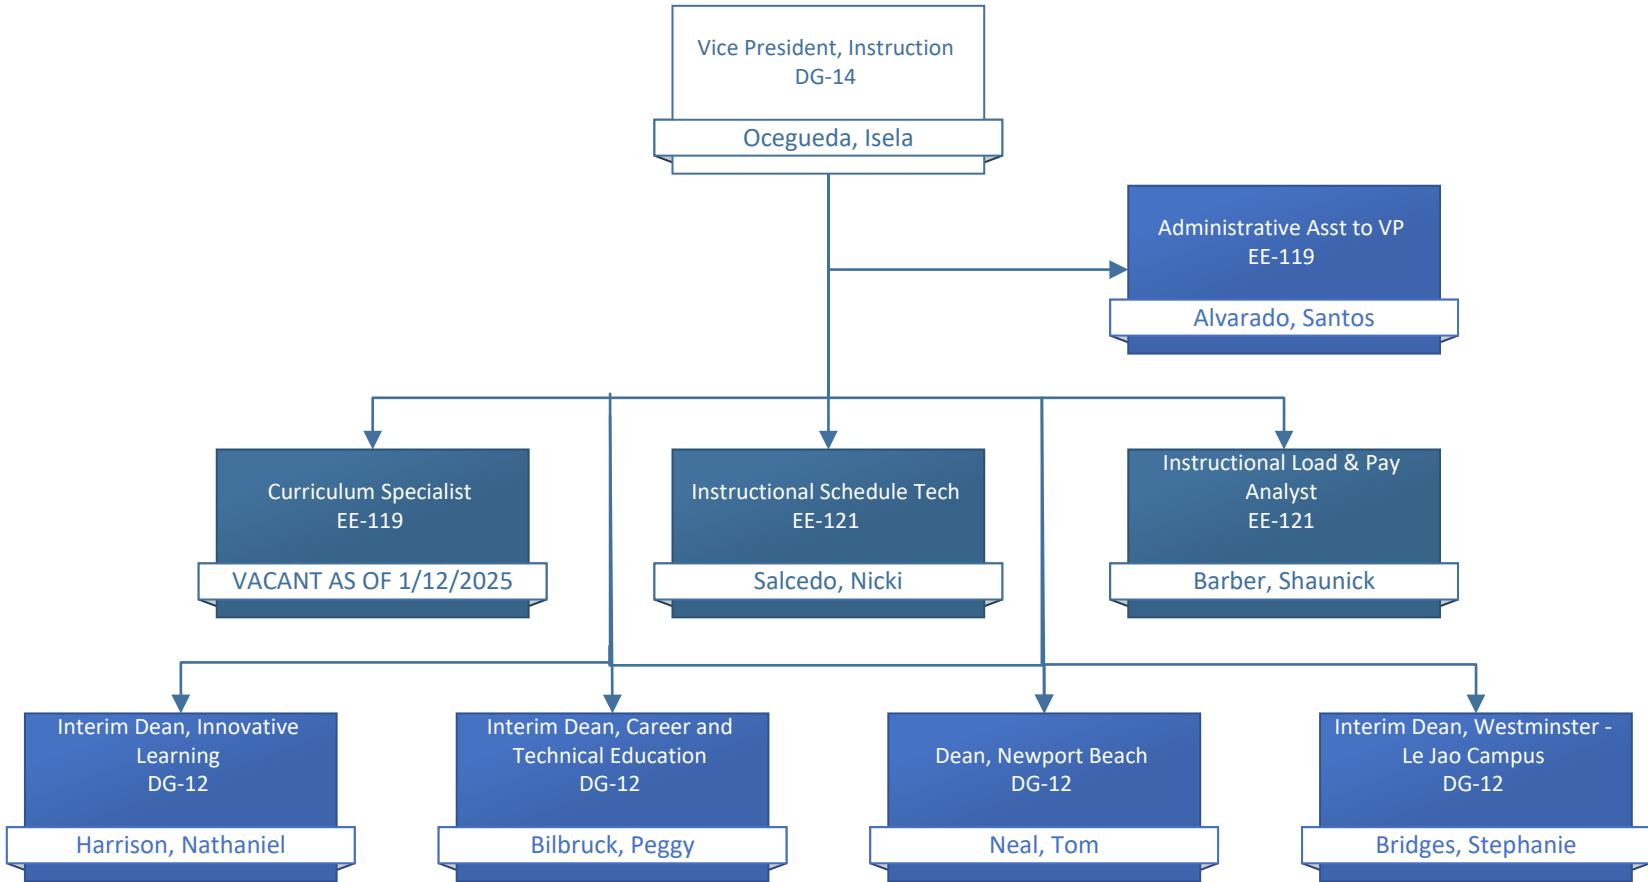 Vice President, Instruction
DG-14
Ocegueda, Isela
Administrative Asst to VP
EE-119
Alvarado, Santos
Curriculum Specialist
EE-119
VACANT AS OF 1/12/2025
Instructional Schedule Tech
EE-121
Salcedo, Nicki
Instructional Load & Pay
Analyst
EE-121
Barber, Shaunick
Interim Dean, Innovative
Learning
DG-12
Harrison, Nathaniel
Interim Dean, Career and
Technical Education
DG-12
Bilbruck, Peggy
Dean, Newport Beach
DG-12
Neal, Tom
Interim Dean, Westminster -
Le Jao Campus
DG-12
Bridges, Stephanie